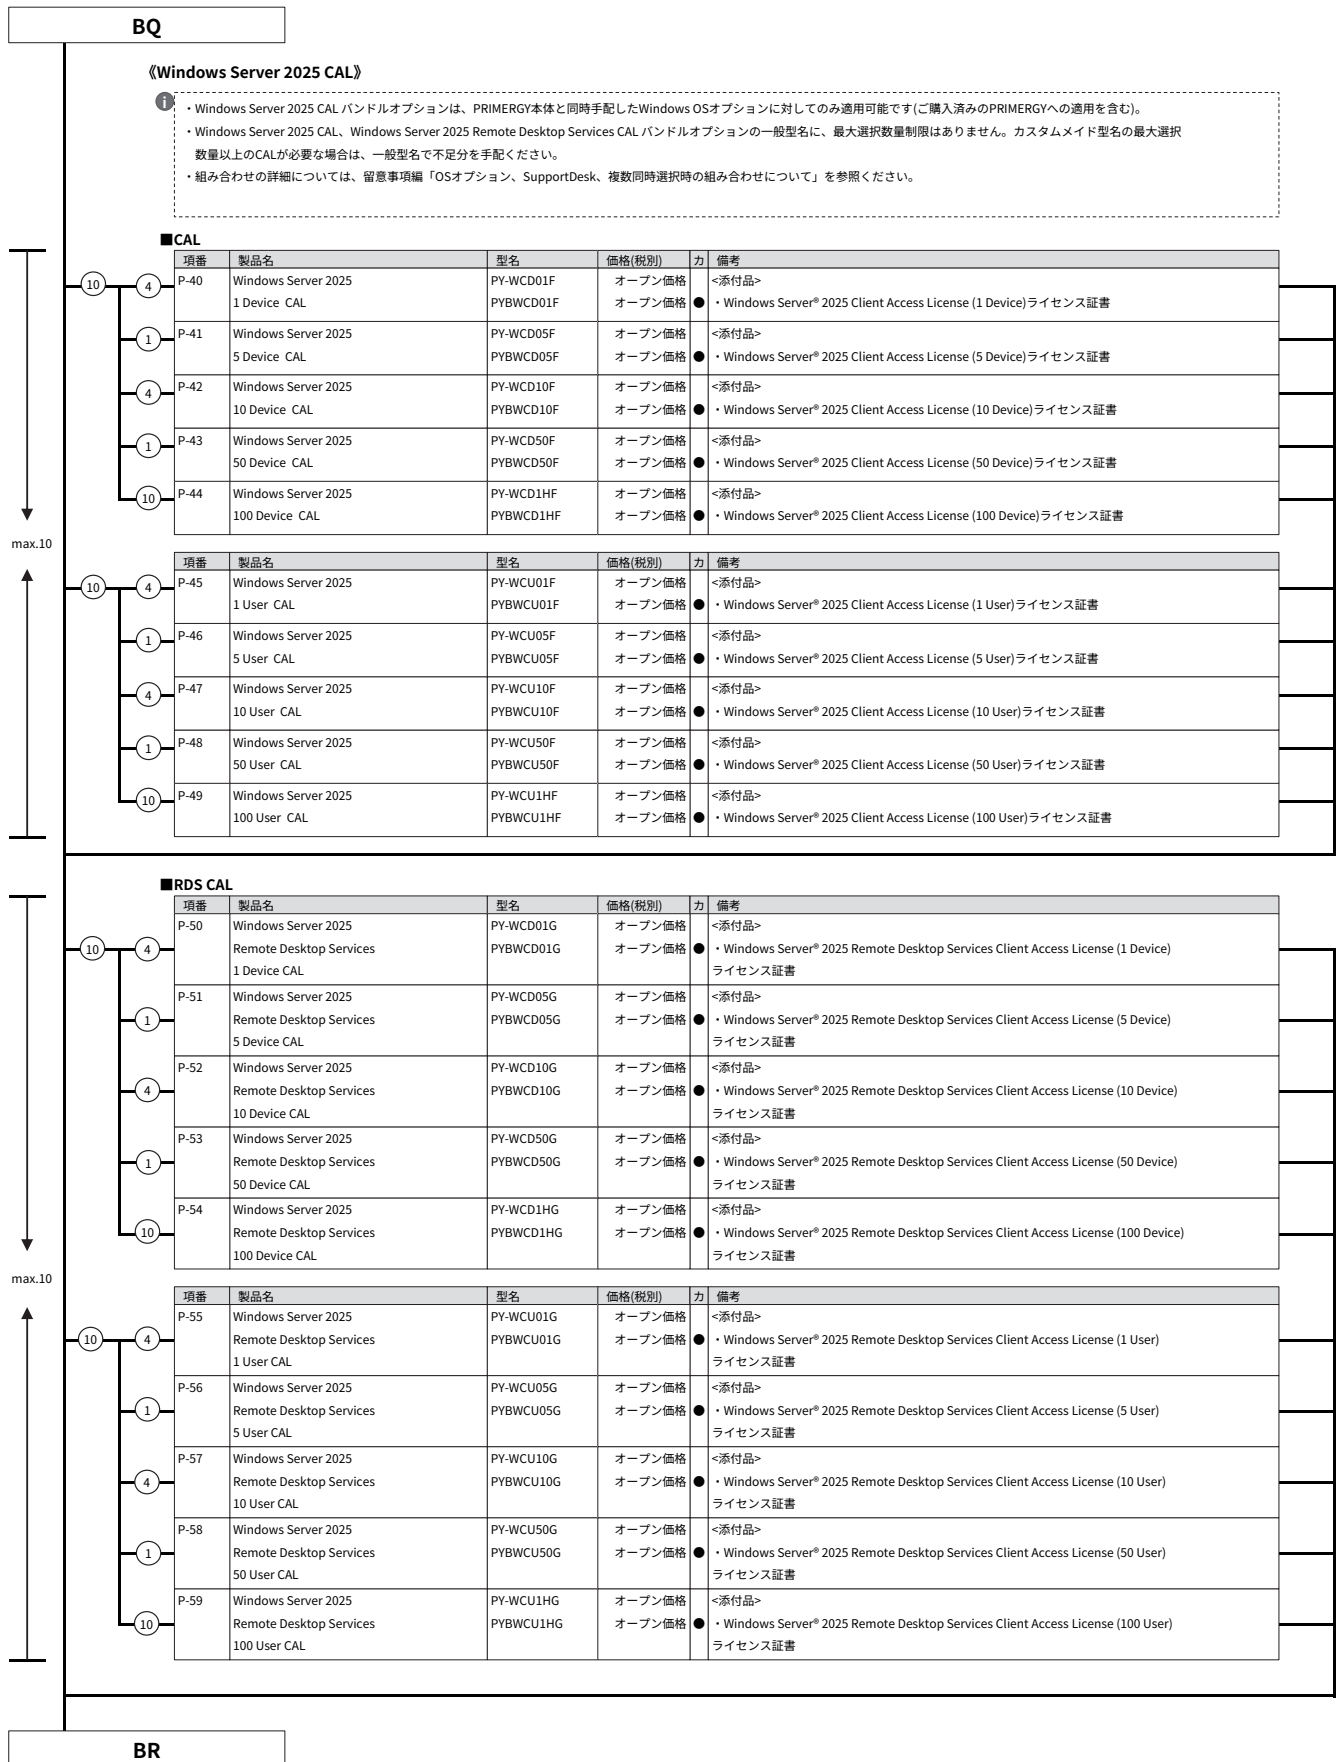 BQ
《Windows Server 2025 CAL》
・Windows Server 2025 CAL バンドルオプションは、PRIMERGY本体と同時手配したWindows OSオプションに対してのみ適用可能です(ご購入済みのPRIMERGYへの適用を含む)。
・Windows Server 2025 CAL、Windows Server 2025 Remote Desktop Services CAL バンドルオプションの一般型名に、最大選択数量制限はありません。カスタムメイド型名の最大選択
数量以上のCALが必要な場合は、一般型名で不足分を手配ください。
・組み合わせの詳細については、留意事項編「OSオプション、SupportDesk、複数同時選択時の組み合わせについて」を参照ください。
■CAL
項番 製品名 型名 価格(税別) カ 備考
P-40 Windows Server 2025 PY-WCD01F オープン価格 <添付品>
10 4 1 Device CAL PYBWCD01F オープン価格 ● ・Windows Server® 2025 Client Access License (1 Device)ライセンス証書
P-41 Windows Server 2025 PY-WCD05F オープン価格 <添付品>
1 5 Device CAL PYBWCD05F オープン価格 ● ・Windows Server® 2025 Client Access License (5 Device)ライセンス証書
P-42 Windows Server 2025 PY-WCD10F オープン価格 <添付品>
4 10 Device CAL PYBWCD10F オープン価格 ● ・Windows Server® 2025 Client Access License (10 Device)ライセンス証書
P-43 Windows Server 2025 PY-WCD50F オープン価格 <添付品>
1 50 Device CAL PYBWCD50F オープン価格 ● ・Windows Server® 2025 Client Access License (50 Device)ライセンス証書
P-44 Windows Server 2025 PY-WCD1HF オープン価格 <添付品>
10 100 Device CAL PYBWCD1HF オープン価格 ● ・Windows Server® 2025 Client Access License (100 Device)ライセンス証書
max.10
項番 製品名 型名 価格(税別) カ 備考
P-45 Windows Server 2025 PY-WCU01F オープン価格 <添付品>
10 4 1 User CAL PYBWCU01F オープン価格 ● ・Windows Server® 2025 Client Access License (1 User)ライセンス証書
P-46 Windows Server 2025 PY-WCU05F オープン価格 <添付品>
1 5 User CAL PYBWCU05F オープン価格 ● ・Windows Server® 2025 Client Access License (5 User)ライセンス証書
P-47 Windows Server 2025 PY-WCU10F オープン価格 <添付品>
4 10 User CAL PYBWCU10F オープン価格 ● ・Windows Server® 2025 Client Access License (10 User)ライセンス証書
P-48 Windows Server 2025 PY-WCU50F オープン価格 <添付品>
1 50 User CAL PYBWCU50F オープン価格 ● ・Windows Server® 2025 Client Access License (50 User)ライセンス証書
P-49 Windows Server 2025 PY-WCU1HF オープン価格 <添付品>
10 100 User CAL PYBWCU1HF オープン価格 ● ・Windows Server® 2025 Client Access License (100 User)ライセンス証書
■RDS CAL
項番 製品名 型名 価格(税別) カ 備考
P-50 Windows Server 2025 PY-WCD01G オープン価格 <添付品>
10 4 Remote Desktop Services PYBWCD01G オープン価格 ● ・Windows Server® 2025 Remote Desktop Services Client Access License (1 Device)
1 Device CAL ライセンス証書
P-51 Windows Server 2025 PY-WCD05G オープン価格 <添付品>
1 Remote Desktop Services PYBWCD05G オープン価格 ● ・Windows Server® 2025 Remote Desktop Services Client Access License (5 Device)
5 Device CAL ライセンス証書
P-52 Windows Server 2025 PY-WCD10G オープン価格 <添付品>
4 Remote Desktop Services PYBWCD10G オープン価格 ● ・Windows Server® 2025 Remote Desktop Services Client Access License (10 Device)
10 Device CAL ライセンス証書
P-53 Windows Server 2025 PY-WCD50G オープン価格 <添付品>
1 Remote Desktop Services PYBWCD50G オープン価格 ● ・Windows Server® 2025 Remote Desktop Services Client Access License (50 Device)
50 Device CAL ライセンス証書
P-54 Windows Server 2025 PY-WCD1HG オープン価格 <添付品>
10 Remote Desktop Services PYBWCD1HG オープン価格 ● ・Windows Server® 2025 Remote Desktop Services Client Access License (100 Device)
100 Device CAL ライセンス証書
max.10
項番 製品名 型名 価格(税別) カ 備考
P-55 Windows Server 2025 PY-WCU01G オープン価格 <添付品>
10 4 Remote Desktop Services PYBWCU01G オープン価格 ● ・Windows Server® 2025 Remote Desktop Services Client Access License (1 User)
1 User CAL ライセンス証書
P-56 Windows Server 2025 PY-WCU05G オープン価格 <添付品>
1 Remote Desktop Services PYBWCU05G オープン価格 ● ・Windows Server® 2025 Remote Desktop Services Client Access License (5 User)
5 User CAL ライセンス証書
P-57 Windows Server 2025 PY-WCU10G オープン価格 <添付品>
4 Remote Desktop Services PYBWCU10G オープン価格 ● ・Windows Server® 2025 Remote Desktop Services Client Access License (10 User)
10 User CAL ライセンス証書
P-58 Windows Server 2025 PY-WCU50G オープン価格 <添付品>
1 Remote Desktop Services PYBWCU50G オープン価格 ● ・Windows Server® 2025 Remote Desktop Services Client Access License (50 User)
50 User CAL ライセンス証書
P-59 Windows Server 2025 PY-WCU1HG オープン価格 <添付品>
10 Remote Desktop Services PYBWCU1HG オープン価格 ● ・Windows Server® 2025 Remote Desktop Services Client Access License (100 User)
100 User CAL ライセンス証書
BR